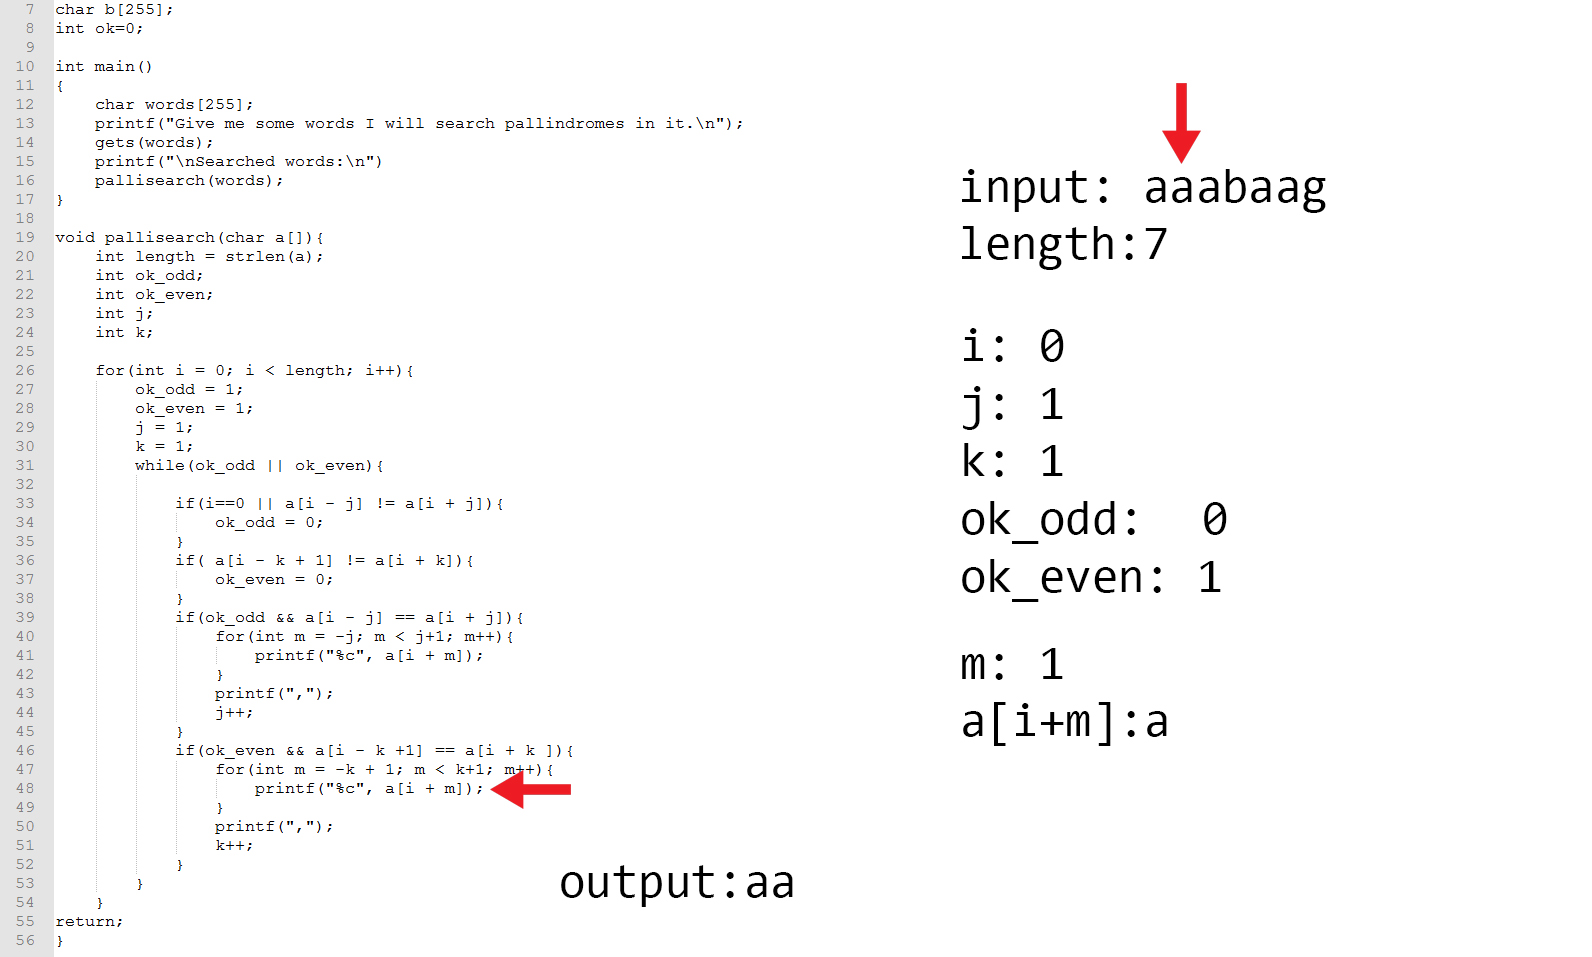 7 char b[255];
8 int ok=0;
9
10 int main()
11 {
12     char words[255];
13     printf("Give me some words I will search pallindromes in it.\n");
14     gets(words);
15     printf("\nSearched words:\n")
16     pallisearch(words);
17 }
18
19 void pallisearch(char a[]){
20     int length = strlen(a);
21     int ok_odd;
22     int ok_even;
23     int j;
24     int k;
25
26     for(int i = 0; i < length; i++){
27         ok_odd = 1;
28         ok_even = 1;
29         j = 1;
30         k = 1;
31         while(ok_odd || ok_even){
32
33             if(i==0 || a[i - j] != a[i + j]){
34                 ok_odd = 0;
35             }
36             if( a[i - k + 1] != a[i + k]){
37                 ok_even = 0;
38             }
39             if(ok_odd && a[i - j] == a[i + j]){
40                 for(int m = -j; m < j+1; m++){
41                     printf("%c", a[i + m]);
42                 }
43                 printf(",");
44                 j++;
45             }
46             if(ok_even && a[i - k +1] == a[i + k ]){
47                 for(int m = -k + 1; m < k+1; m++){
48                     printf("%c", a[i + m]);
49                 }
50                 printf(",");
51                 k++;
52             }
53         }
54     }
55 return;
56 }
input: aaabaag
length:7
i: 0
j: 1
k: 1
ok_odd: 0
ok_even: 1
m: 1
a[i+m]:a
output:aa